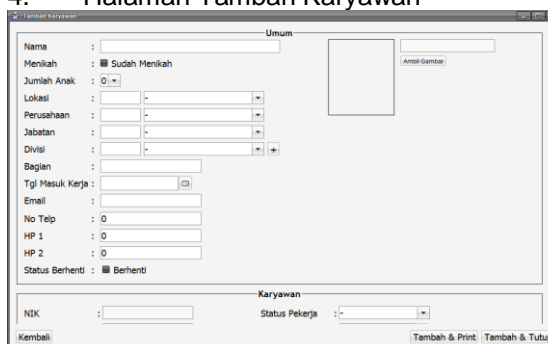 4. Halaman Tambah Karyawan
Tambah Karyawan
Umum
Nama :
Ambil Gambar
Menikah : Sudah Menikah
Jumlah Anak : 0
Lokasi : -
Perusahaan : -
Jabatan : -
Divisi : - +
Bagian :
Tgl Masuk Kerja :
Email :
No Telp : 0
HP 1 : 0
HP 2 : 0
Status Berhenti : Berhenti
Karyawan
NIK : Status Pekerja : -
Kembali Tambah & Print Tambah & Tutu